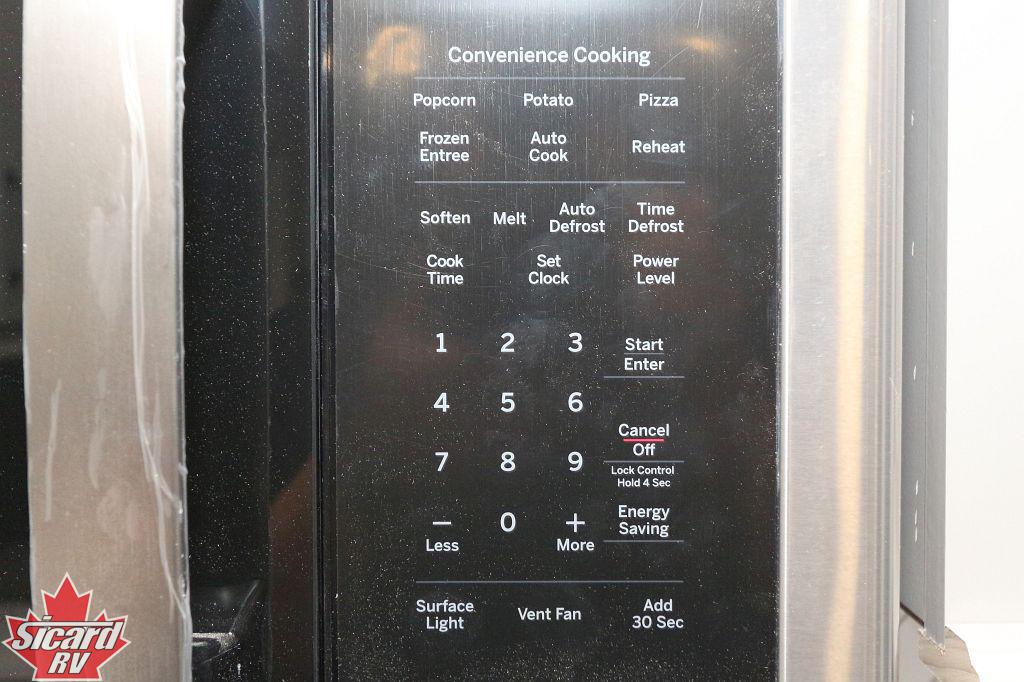 Convenience Cooking
Popcorn Potato Pizza
Frozen Auto
Entree Cook Reheat
Soften Melt Auto Time
Defrost Defrost
Cook Set Power
Time Clock Level
1 2 3 Start
Enter
4 5 6
Cancel
Off
7 8 9
Lock Control
Hold 4 Sec
Energy
— 0 + Saving
Less More
Surface Vent Fan Add
Light 30 Sec
Sicard
RV